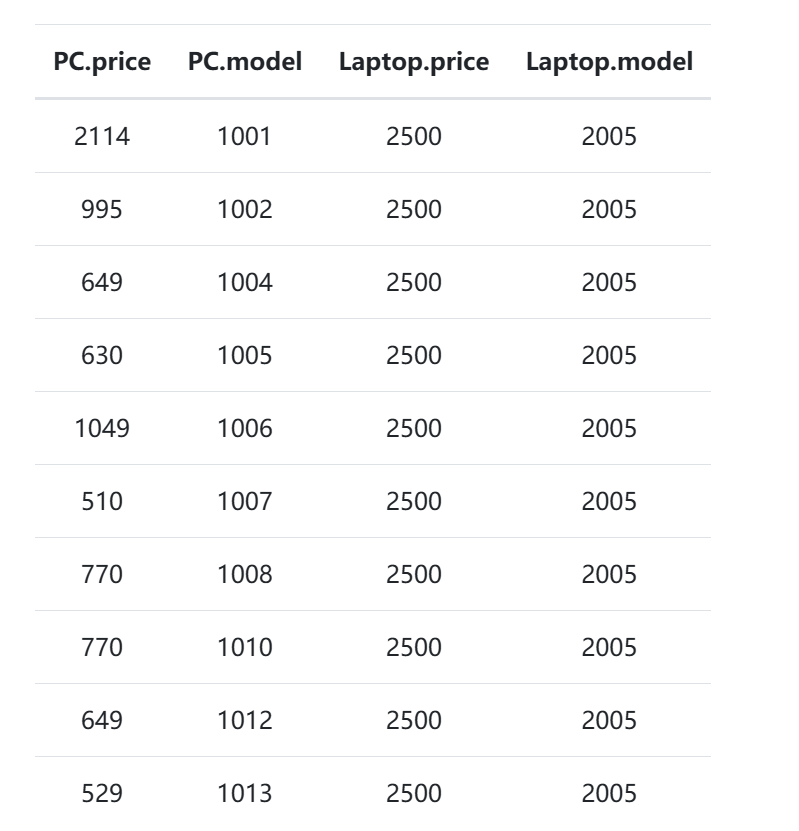 PC.price PC.model Laptop.price Laptop.model
2114 1001 2500 2005
995 1002 2500 2005
649 1004 2500 2005
630 1005 2500 2005
1049 1006 2500 2005
510 1007 2500 2005
770 1008 2500 2005
770 1010 2500 2005
649 1012 2500 2005
529 1013 2500 2005